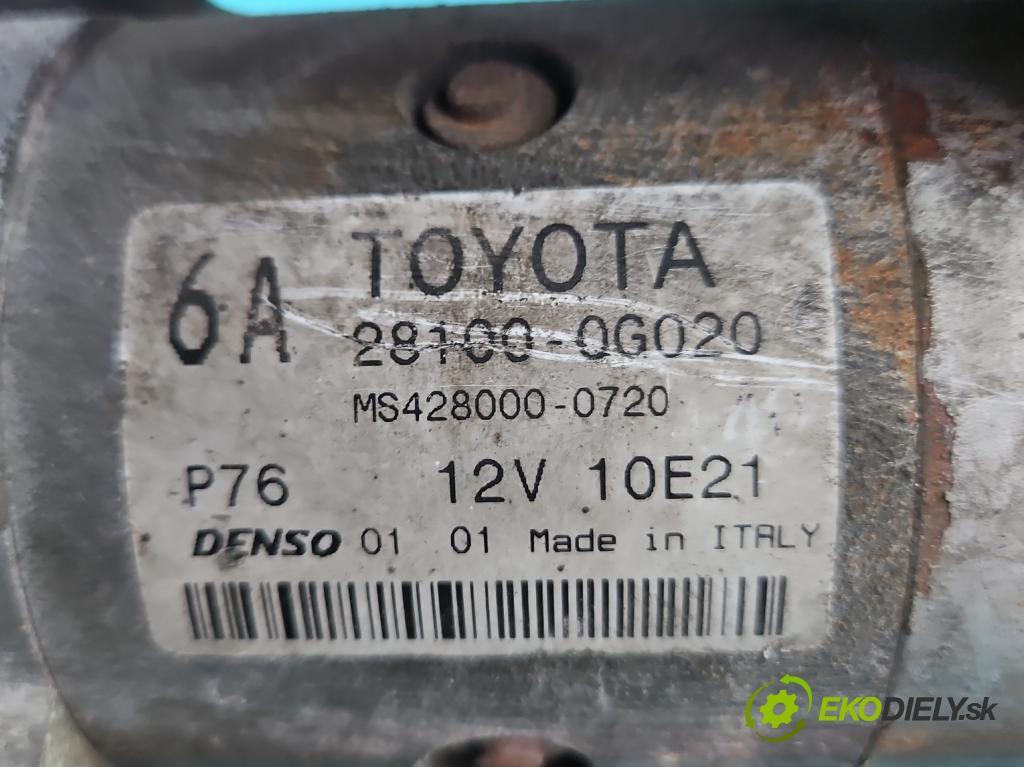 6A TOYOTA
28100-0G020
MS428000-0720
P76 12V 10E21
DENSO 01 01 Made in ITALY
EKODIELY.sk